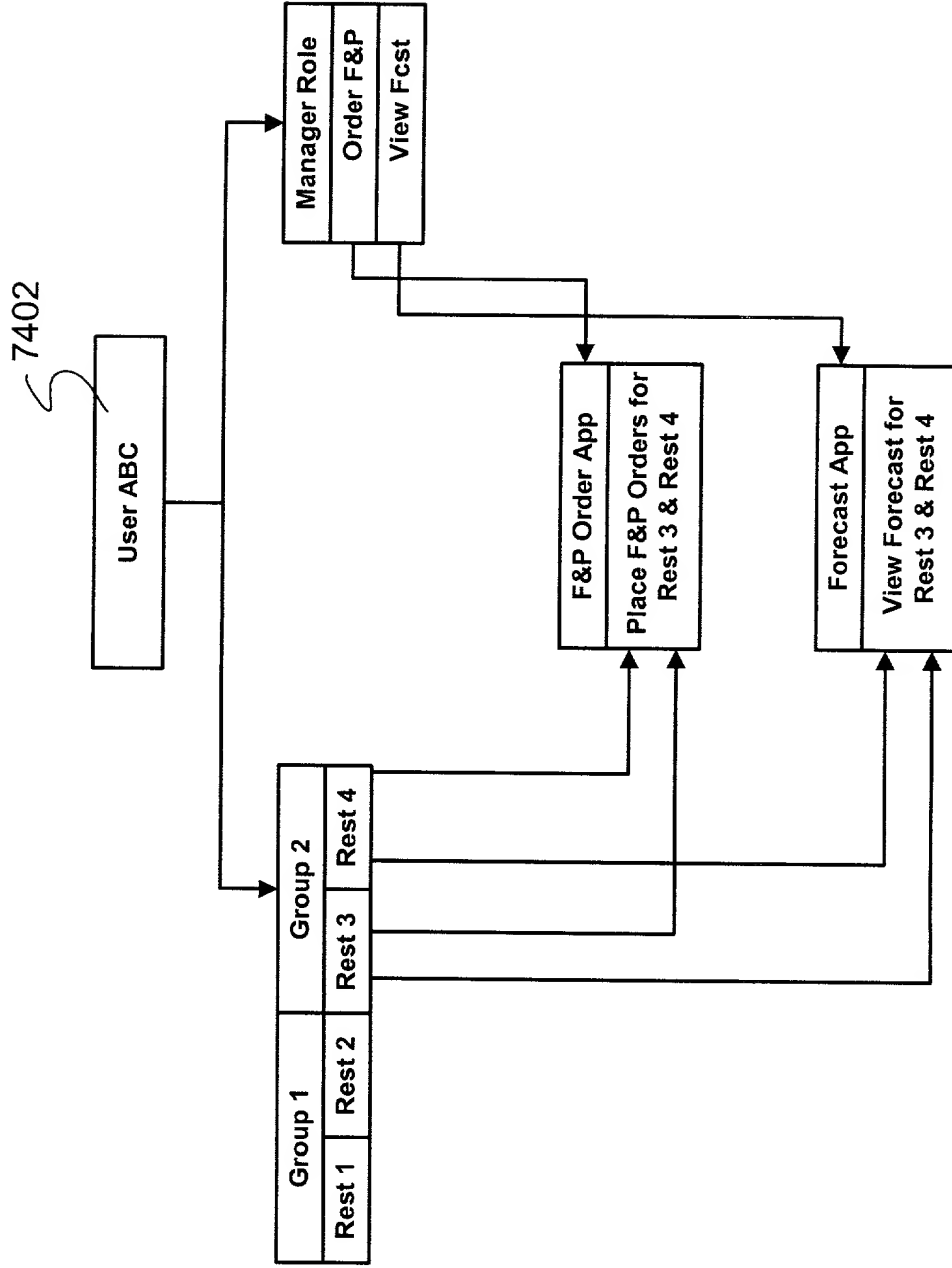 7402
User ABC
Group 1
Group 2
Rest 1
Rest 2
Rest 3
Rest 4
Manager Role
Order F&P
View Fcst
F&P Order App
Place F&P Orders for
Rest 3 & Rest 4
Forecast App
View Forecast for
Rest 3 & Rest 4